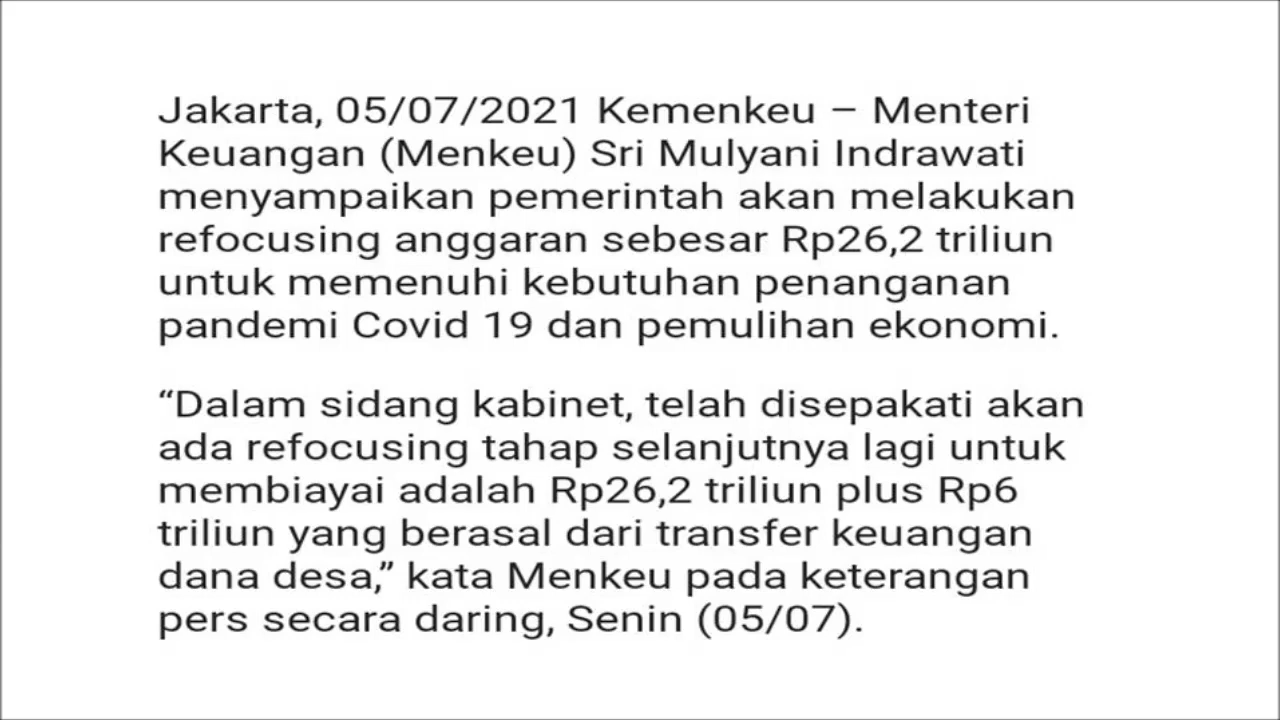 Jakarta, 05/07/2021 Kemenkeu – Menteri
Keuangan (Menkeu) Sri Mulyani Indrawati
menyampaikan pemerintah akan melakukan
refocusing anggaran sebesar Rp26,2 triliun
untuk memenuhi kebutuhan penanganan
pandemi Covid 19 dan pemulihan ekonomi.
“Dalam sidang kabinet, telah disepakati akan
ada refocusing tahap selanjutnya lagi untuk
membiayai adalah Rp26,2 triliun plus Rp6
triliun yang berasal dari transfer keuangan
dana desa,” kata Menkeu pada keterangan
pers secara daring, Senin (05/07).